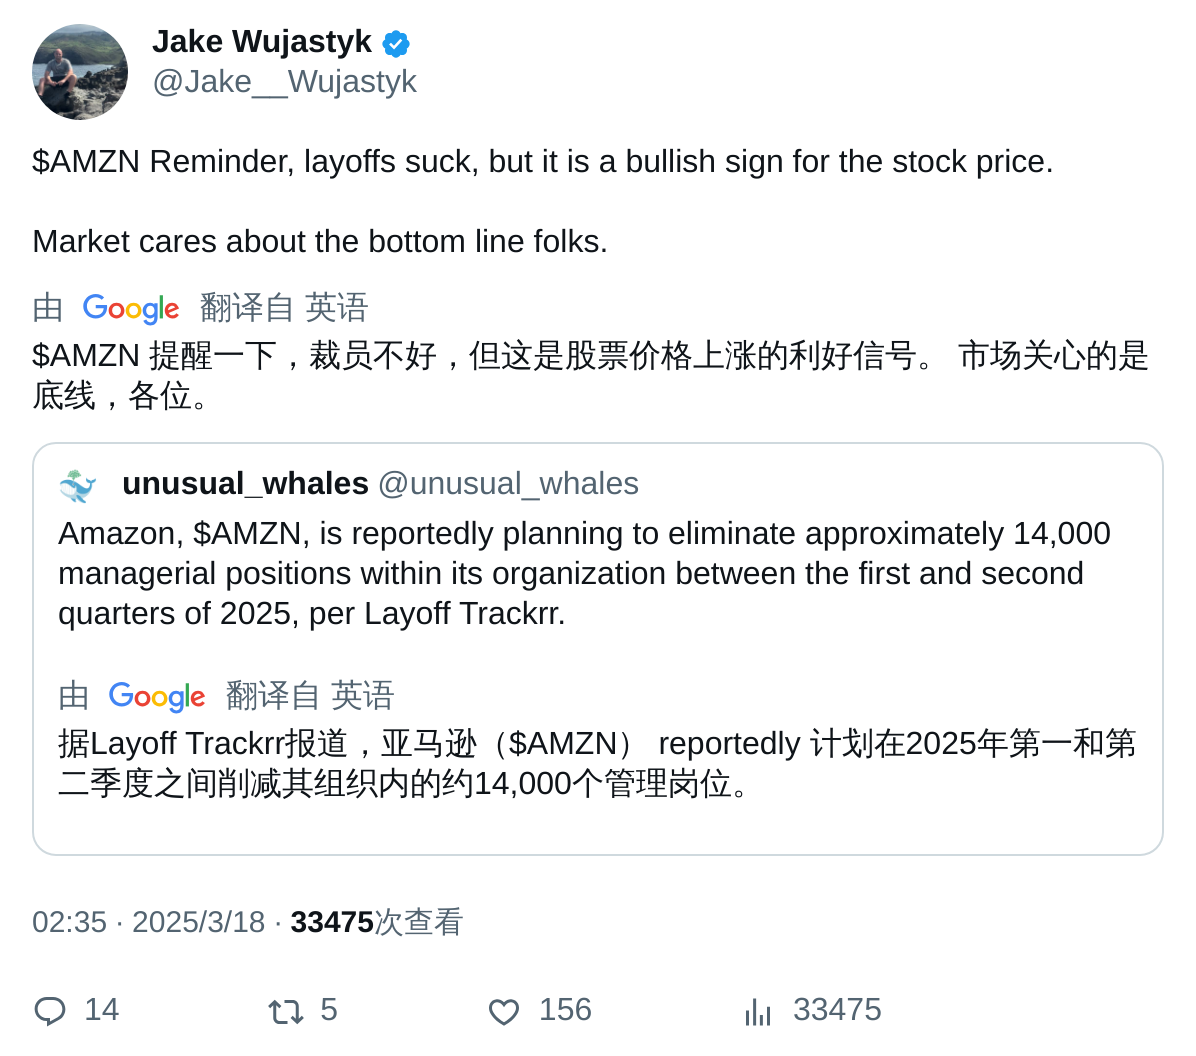 Jake Wujastyk
@Jake__Wujastyk
$AMZN Reminder, layoffs suck, but it is a bullish sign for the stock price.
Market cares about the bottom line folks.
由 Google 翻译自 英语
$AMZN 提醒一下，裁员不好，但这是股票价格上涨的利好信号。 市场关心的是
底线，各位。
unusual_whales @unusual_whales
Amazon, $AMZN, is reportedly planning to eliminate approximately 14,000
managerial positions within its organization between the first and second
quarters of 2025, per Layoff Trackrr.
由 Google 翻译自 英语
据Layoff Trackrr报道，亚马逊（$AMZN） reportedly 计划在2025年第一和第
二季度之间削减其组织内的约14,000个管理岗位。
02:35 · 2025/3/18 · 33475次查看
14 5 156 33475